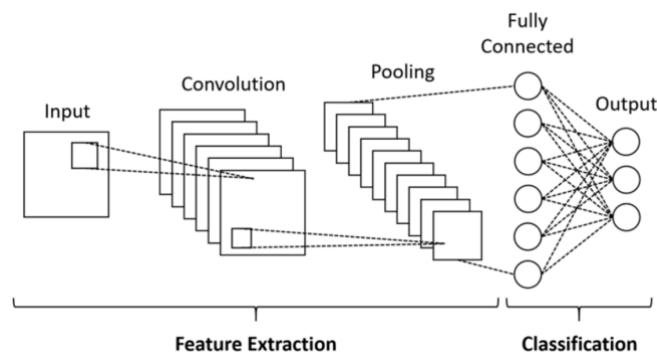 Input
Convolution
Pooling
Fully
Connected
Output
Feature Extraction
Classification